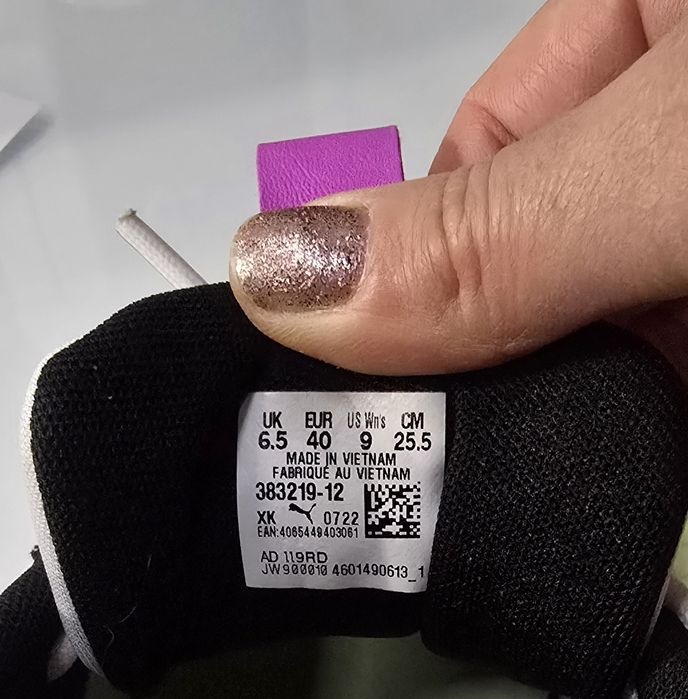 UK EUR US Wn's CM
6.5 40 9 25.5
MADE IN VIETNAM
FABRIQUÉ AU VIETNAM
383219-12
XK 0722
EAN:4065449403061
AD 119RD
JW900010 4601490613_1